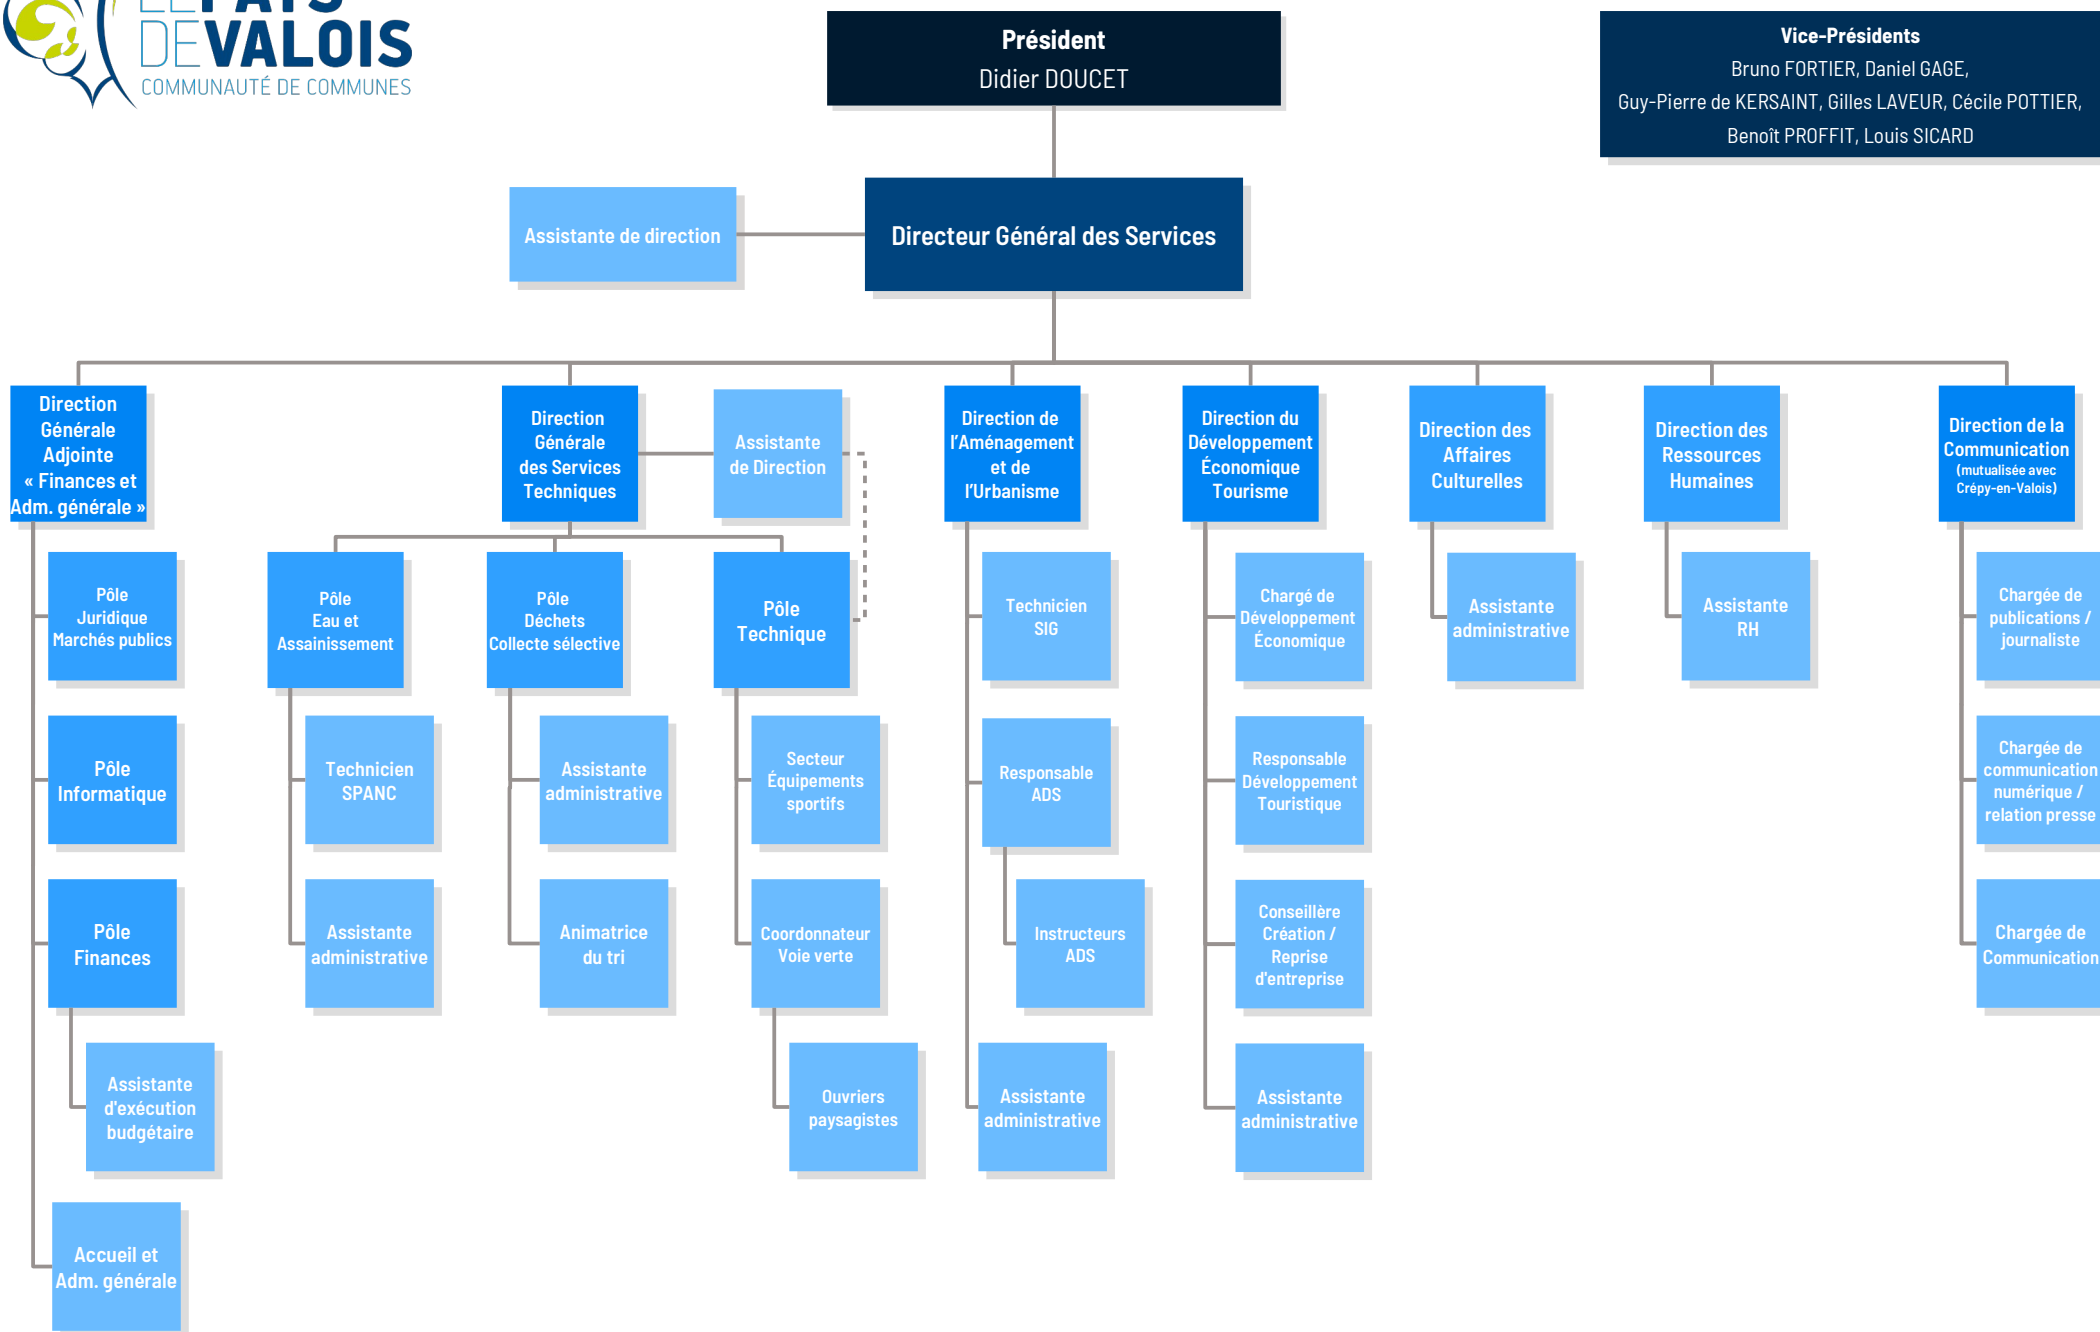 LE PAYS
DE VALOIS
COMMUNAUTÉ DE COMMUNES
Président
Didier DOUCET
Vice-Présidents
Bruno FORTIER, Daniel GAGE,
Guy-Pierre de KERSAINT, Gilles LAVEUR, Cécile POTTIER,
Benoît PROFFIT, Louis SICARD
Assistante de direction
Directeur Général des Services
Direction
Générale
Adjointe
« Finances et
Adm. générale »
Direction
Générale
des Services
Techniques
Assistante
de Direction
Direction de
l'Aménagement
et de
l'Urbanisme
Direction du
Développement
Économique
Tourisme
Direction des
Affaires
Culturelles
Direction des
Ressources
Humaines
Direction de la
Communication
(mutualisée avec
Crépy-en-Valois)
Pôle
Juridique
Marchés publics
Pôle
Eau et
Assainissement
Pôle
Déchets
Collecte sélective
Pôle
Technique
Technicien
SIG
Chargé de
Développement
Économique
Assistante
administrative
Assistante
RH
Chargée de
publications /
journaliste
Pôle
Informatique
Technicien
SPANC
Assistante
administrative
Secteur
Équipements
sportifs
Responsable
ADS
Responsable
Développement
Touristique
Chargée de
communication
numérique /
relation presse
Pôle
Finances
Assistante
administrative
Animatrice
du tri
Coordonnateur
Voie verte
Instructeurs
ADS
Conseillère
Création /
Reprise
d'entreprise
Chargée de
Communication
Assistante
d'exécution
budgétaire
Ouvriers
paysagistes
Assistante
administrative
Assistante
administrative
Accueil et
Adm. générale